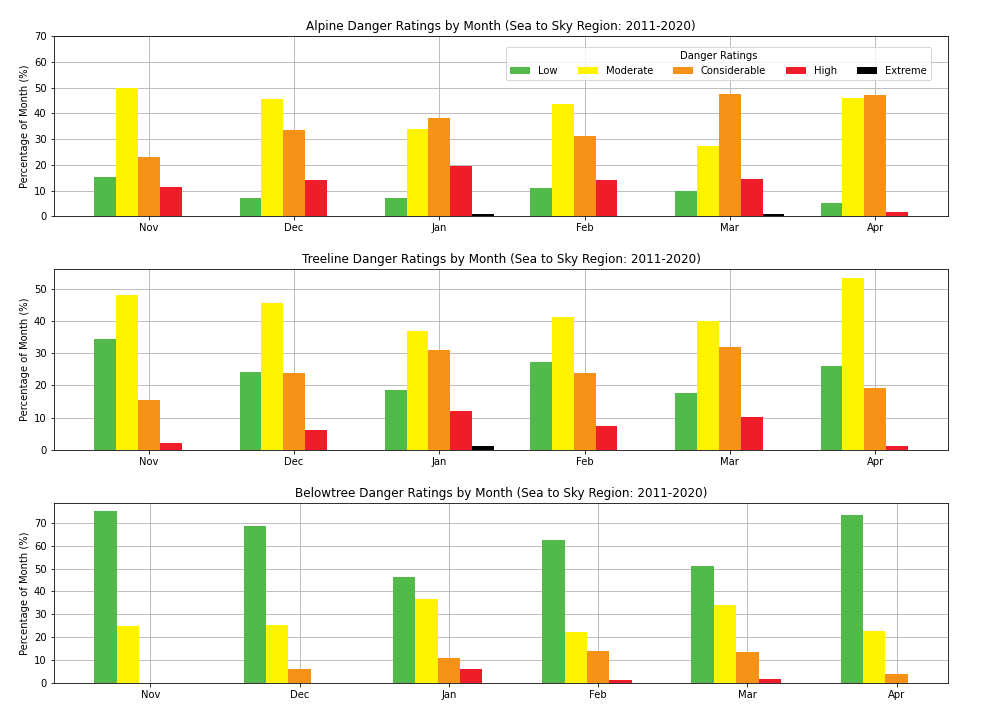 Alpine Danger Ratings by Month (Sea to Sky Region: 2011-2020)
Danger Ratings
Low Moderate Considerable High Extreme
Percentage of Month (%)
70
60
50
40
30
20
10
0
Nov Dec Jan Feb Mar Apr
Treeline Danger Ratings by Month (Sea to Sky Region: 2011-2020)
Percentage of Month (%)
50
40
30
20
10
0
Nov Dec Jan Feb Mar Apr
Belowtree Danger Ratings by Month (Sea to Sky Region: 2011-2020)
Percentage of Month (%)
70
60
50
40
30
20
10
0
Nov Dec Jan Feb Mar Apr